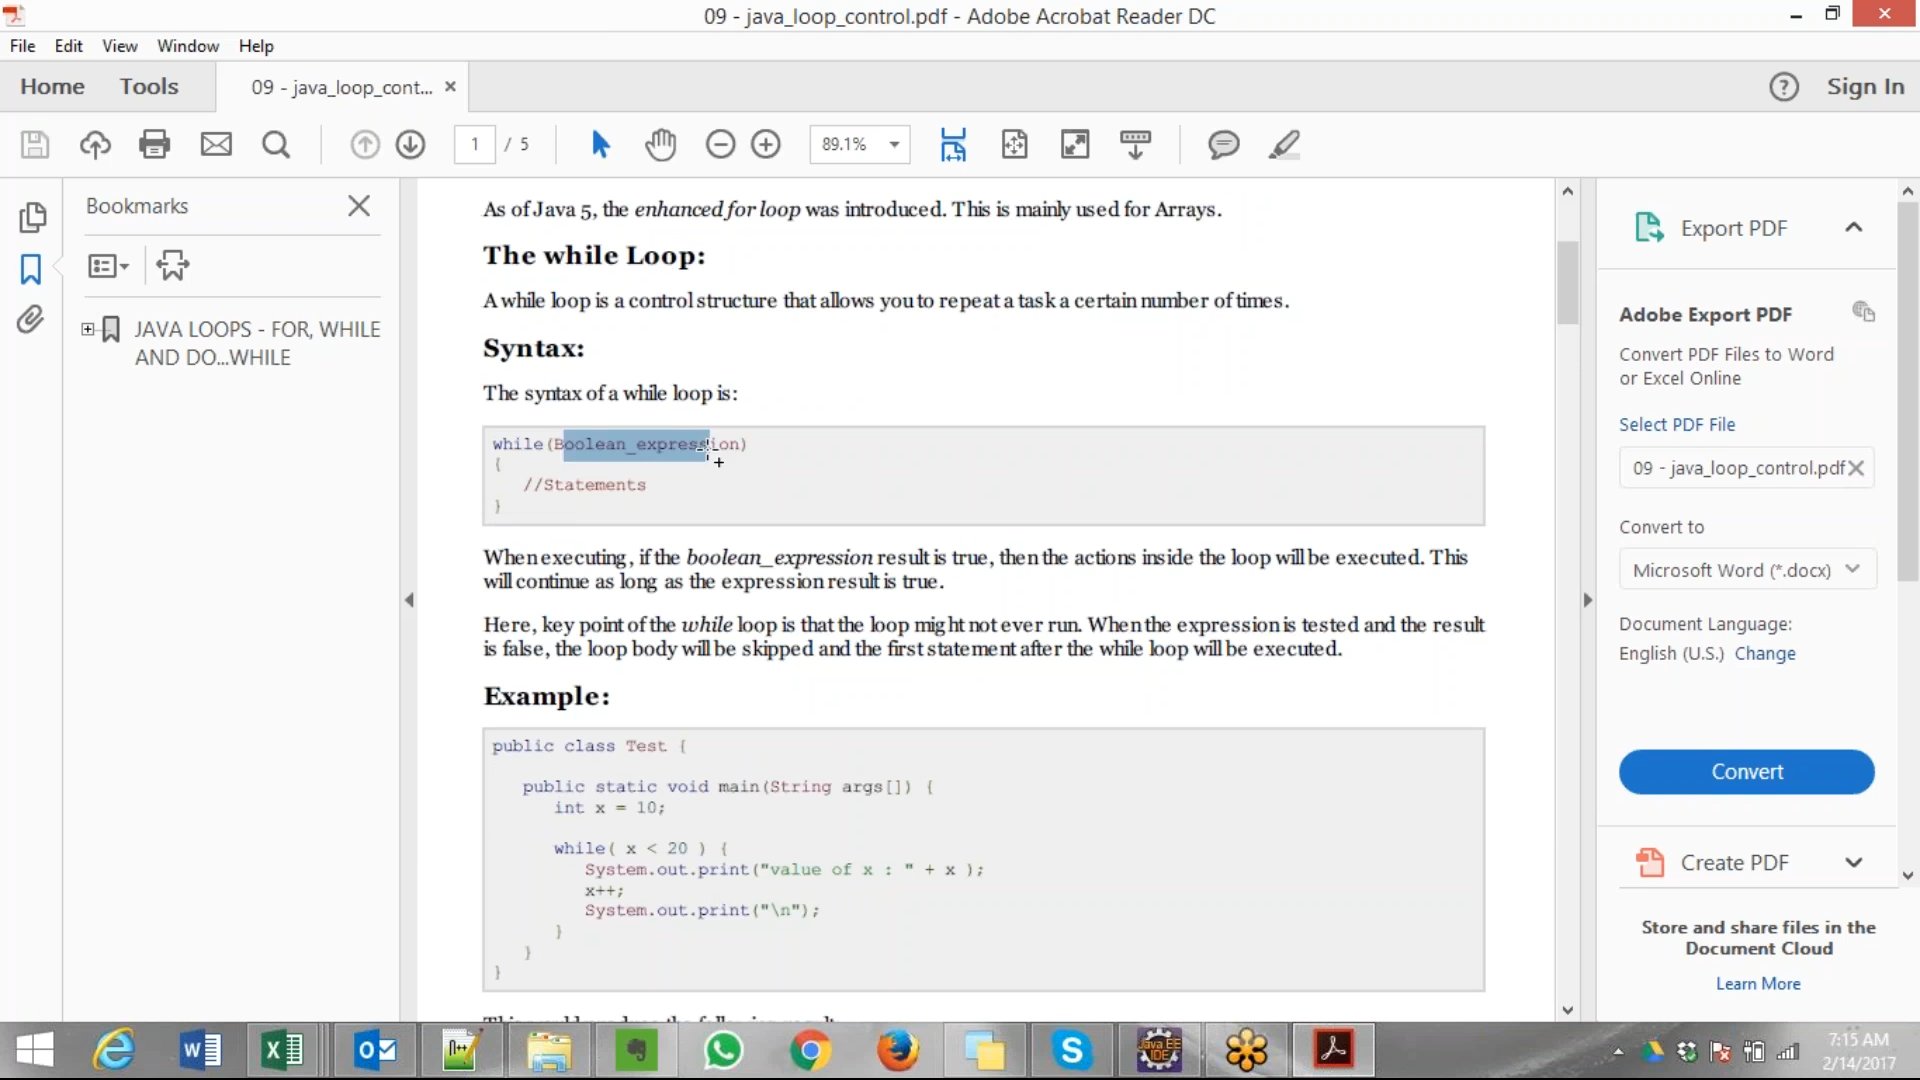 09 - java_loop_control.pdf - Adobe Acrobat Reader DC
File Edit View Window Help
Home Tools 09 - java_loop_cont... × Sign In
1 / 5 89.1%
Bookmarks
JAVA LOOPS - FOR, WHILE
AND DO...WHILE
As of Java 5, the enhanced for loop was introduced. This is mainly used for Arrays.
The while Loop:
A while loop is a control structure that allows you to repeat a task a certain number of times.
Syntax:
The syntax of a while loop is:
while(Boolean_expression)
{
//Statements
}
When executing, if the boolean_expression result is true, then the actions inside the loop will be executed. This
will continue as long as the expression result is true.
Here, key point of the while loop is that the loop might not ever run. When the expression is tested and the result
is false, the loop body will be skipped and the first statement after the while loop will be executed.
Example:
public class Test {
public static void main(String args[]) {
int x = 10;
while( x < 20 ) {
System.out.print("value of x : " + x );
x++;
System.out.print("\n");
}
}
}
Export PDF
Adobe Export PDF
Convert PDF Files to Word
or Excel Online
Select PDF File
09 - java_loop_control.pdf
Convert to
Microsoft Word (*.docx)
Document Language:
English (U.S.) Change
Convert
Create PDF
Store and share files in the
Document Cloud
Learn More
Java EE
IDE
7:15 AM
2/14/2017